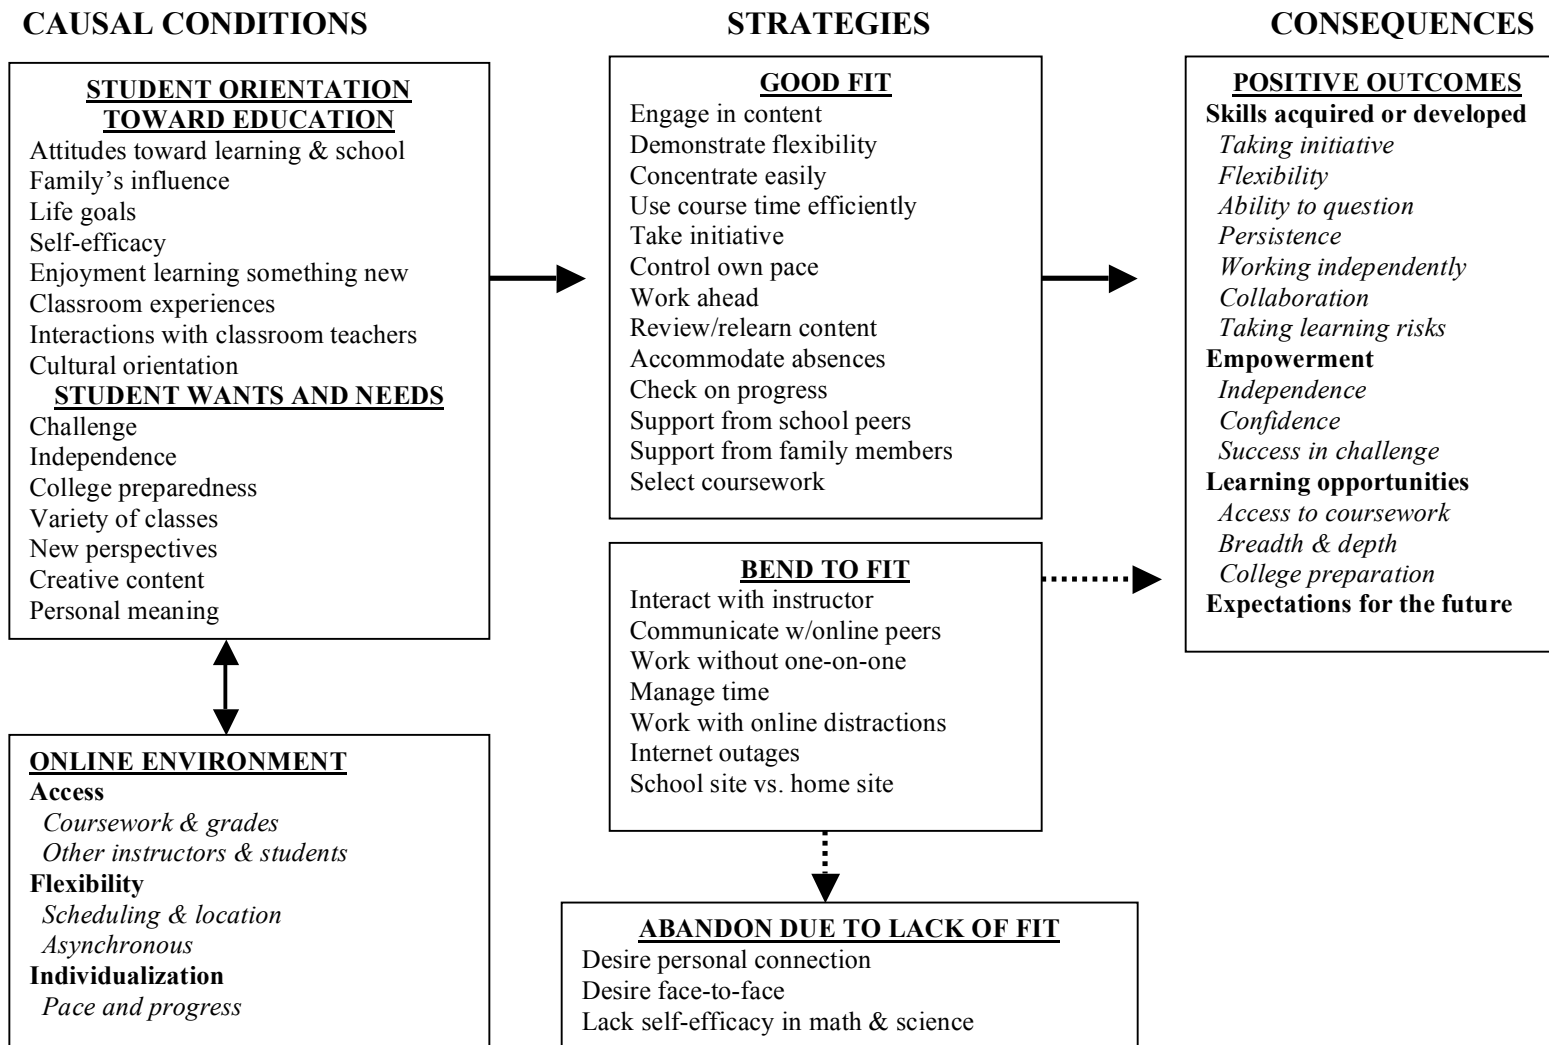 CAUSAL CONDITIONS
STUDENT ORIENTATION
TOWARD EDUCATION
Attitudes toward learning & school
Family’s influence
Life goals
Self-efficacy
Enjoyment learning something new
Classroom experiences
Interactions with classroom teachers
Cultural orientation
STUDENT WANTS AND NEEDS
Challenge
Independence
College preparedness
Variety of classes
New perspectives
Creative content
Personal meaning
ONLINE ENVIRONMENT
Access
Coursework & grades
Other instructors & students
Flexibility
Scheduling & location
Asynchronous
Individualization
Pace and progress
STRATEGIES
GOOD FIT
Engage in content
Demonstrate flexibility
Concentrate easily
Use course time efficiently
Take initiative
Control own pace
Work ahead
Review/relearn content
Accommodate absences
Check on progress
Support from school peers
Support from family members
Select coursework
BEND TO FIT
Interact with instructor
Communicate w/online peers
Work without one-on-one
Manage time
Work with online distractions
Internet outages
School site vs. home site
ABANDON DUE TO LACK OF FIT
Desire personal connection
Desire face-to-face
Lack self-efficacy in math & science
CONSEQUENCES
POSITIVE OUTCOMES
Skills acquired or developed
Taking initiative
Flexibility
Ability to question
Persistence
Working independently
Collaboration
Taking learning risks
Empowerment
Independence
Confidence
Success in challenge
Learning opportunities
Access to coursework
Breadth & depth
College preparation
Expectations for the future